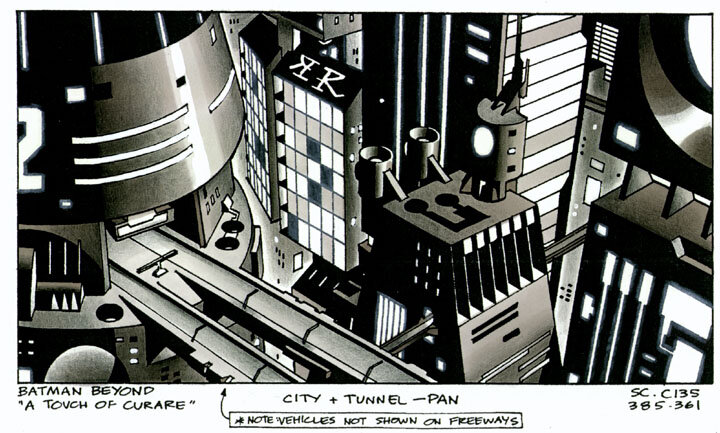 2
BATMAN BEYOND
"A TOUCH OF CURARE"
CITY + TUNNEL - PAN
SC. C135
385.361
*NOTE: VEHICLES NOT SHOWN ON FREEWAYS